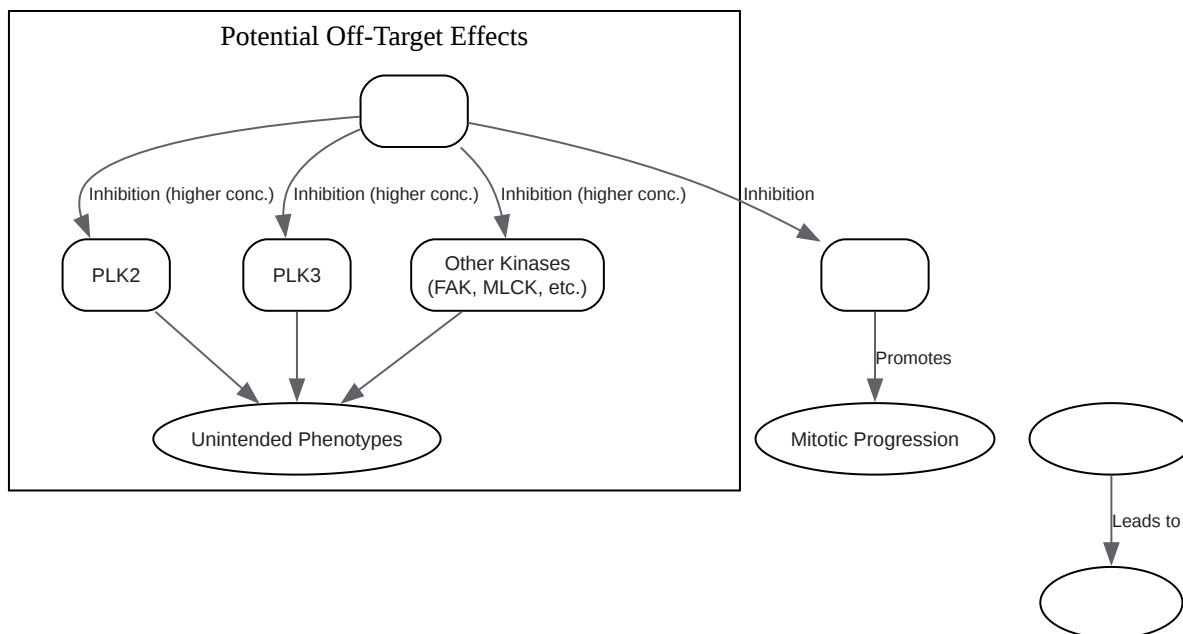 Potential Off-Target Effects
Inhibition (higher conc.)
Inhibition (higher conc.)
Inhibition (higher conc.)
Inhibition
PLK2
PLK3
Other Kinases
(FAK, MLCK, etc.)
Promotes
Unintended Phenotypes
Mitotic Progression
Leads to